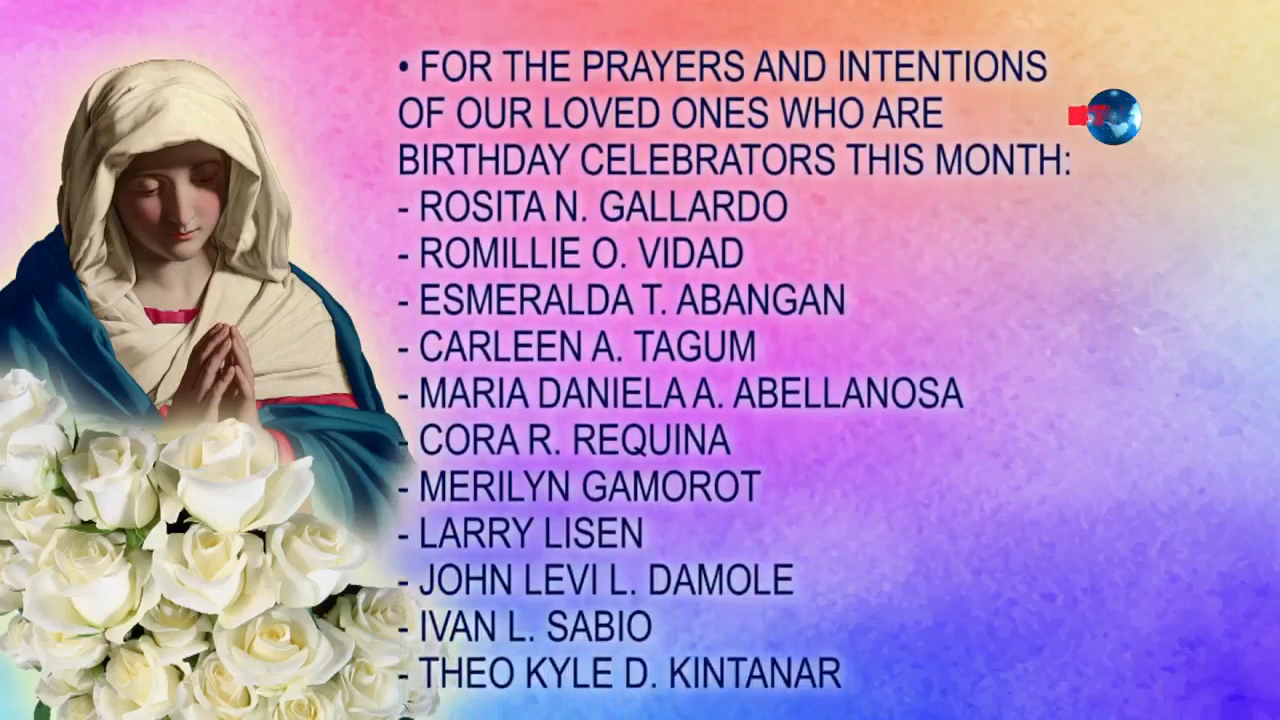 • FOR THE PRAYERS AND INTENTIONS
OF OUR LOVED ONES WHO ARE
BIRTHDAY CELEBRATORS THIS MONTH:
- ROSITA N. GALLARDO
- ROMILLIE O. VIDAD
- ESMERALDA T. ABANGAN
- CARLEEN A. TAGUM
- MARIA DANIELA A. ABELLANOSA
- CORA R. REQUINA
- MERILYN GAMOROT
- LARRY LISEN
- JOHN LEVI L. DAMOLE
- IVAN L. SABIO
- THEO KYLE D. KINTANAR